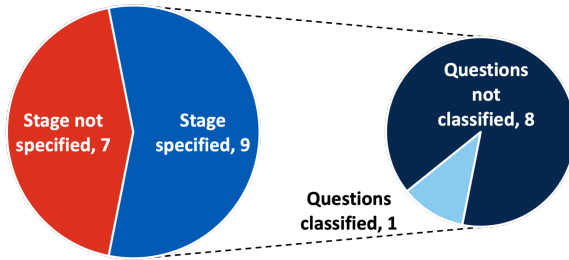 Stage not
specified, 7
Stage
specified, 9
Questions
not
classified, 8
Questions
classified, 1